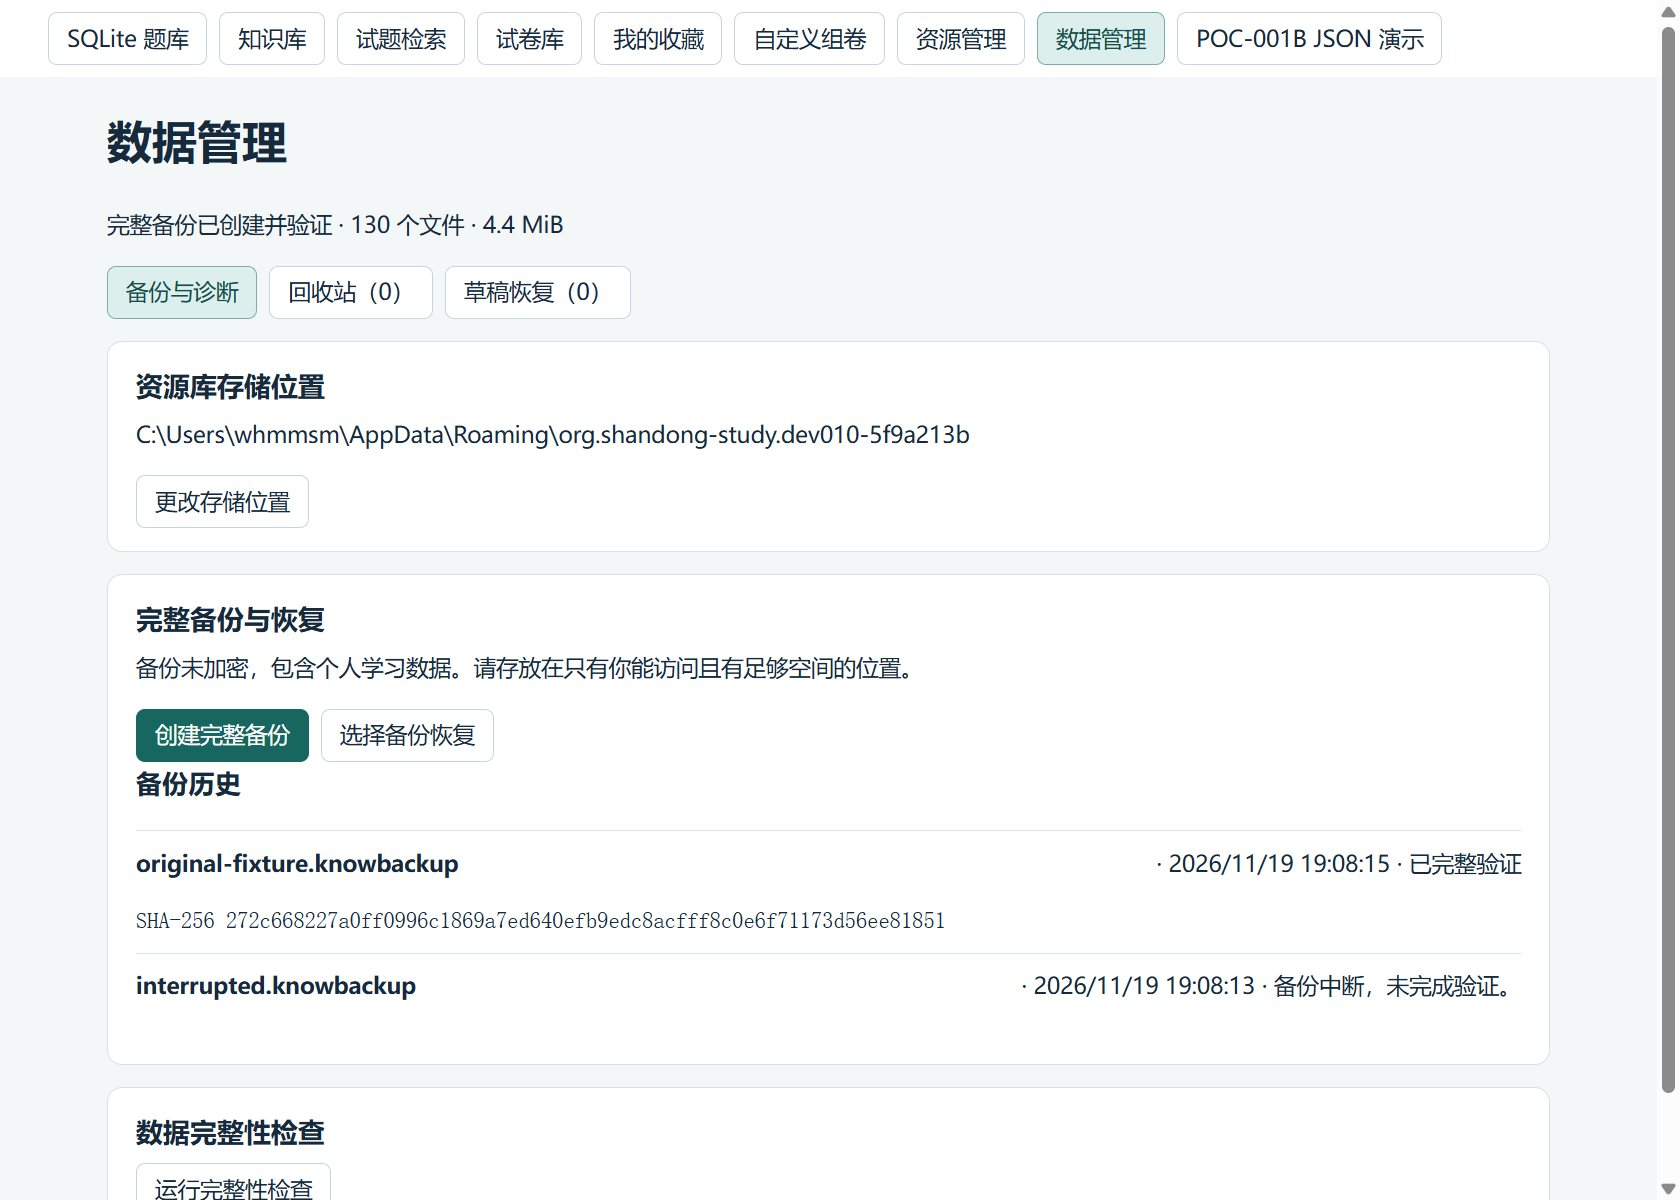 SQLite 题库 知识库 试题检索 试卷库 我的收藏 自定义组卷 资源管理 数据管理 POC-001B JSON 演示
数据管理
完整备份已创建并验证 · 130 个文件 · 4.4 MiB
备份与诊断 回收站（0） 草稿恢复（0）
资源库存储位置
C:\Users\whmmsm\AppData\Roaming\org.shandong-study.dev010-5f9a213b
更改存储位置
完整备份与恢复
备份未加密，包含个人学习数据。请存放在只有你能访问且有足够空间的位置。
创建完整备份 选择备份恢复
备份历史
original-fixture.knowbackup · 2026/11/19 19:08:15 · 已完整验证
SHA-256 272c668227a0ff0996c1869a7ed640efb9edc8acfff8c0e6f71173d56ee81851
interrupted.knowbackup · 2026/11/19 19:08:13 · 备份中断，未完成验证。
数据完整性检查
运行完整性检查